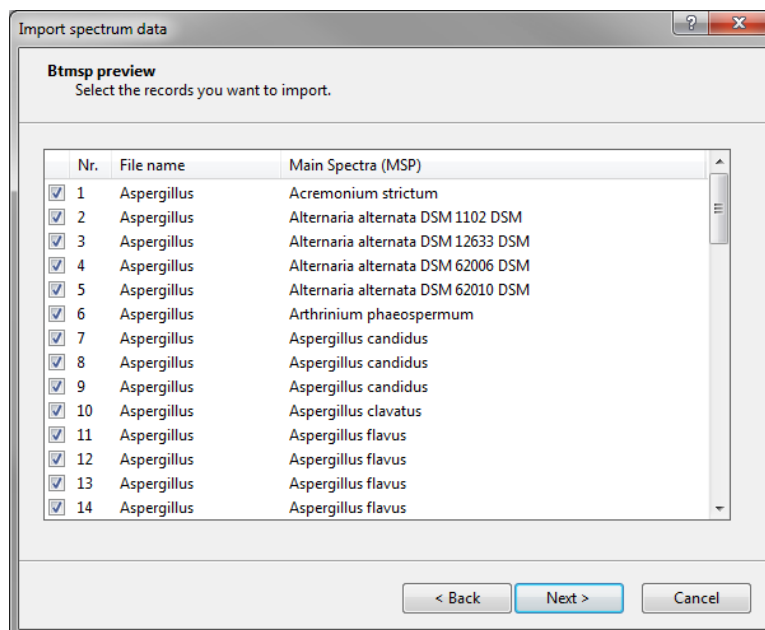 Import spectrum data
Btmsp preview
Select the records you want to import.
Nr. File name Main Spectra (MSP)
1 Aspergillus Acremonium strictum
2 Aspergillus Alternaria alternata DSM 1102 DSM
3 Aspergillus Alternaria alternata DSM 12633 DSM
4 Aspergillus Alternaria alternata DSM 62006 DSM
5 Aspergillus Alternaria alternata DSM 62010 DSM
6 Aspergillus Arthrinium phaeospermum
7 Aspergillus Aspergillus candidus
8 Aspergillus Aspergillus candidus
9 Aspergillus Aspergillus candidus
10 Aspergillus Aspergillus clavatus
11 Aspergillus Aspergillus flavus
12 Aspergillus Aspergillus flavus
13 Aspergillus Aspergillus flavus
14 Aspergillus Aspergillus flavus
< Back Next > Cancel